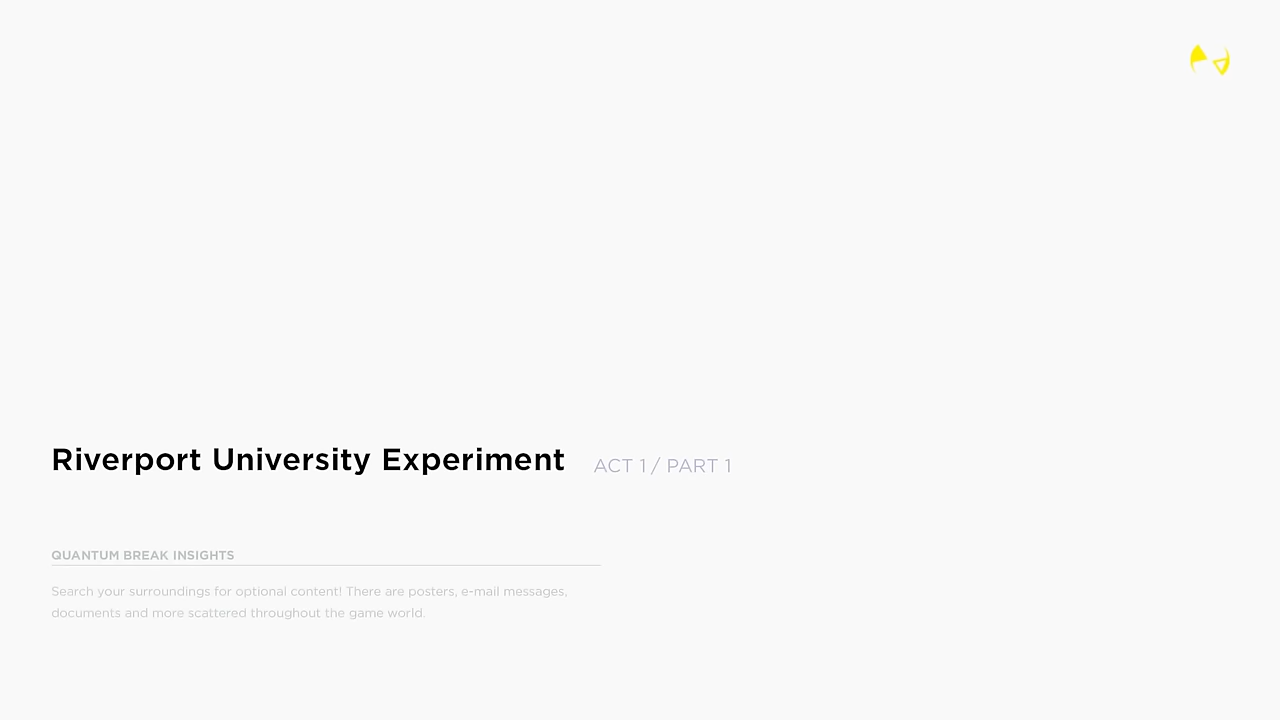 Riverport University Experiment ACT 1 / PART 1
QUANTUM BREAK INSIGHTS
Search your surroundings for optional content! There are posters, e-mail messages,
documents and more scattered throughout the game world.